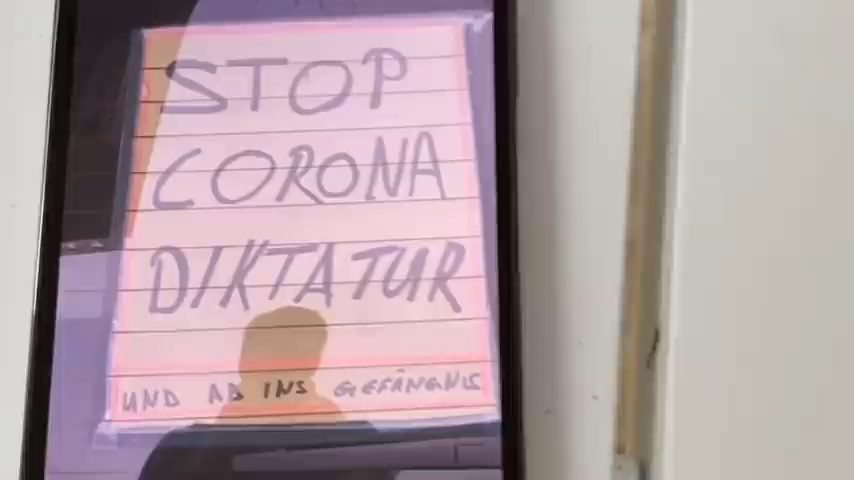 STOP
CORONA
DIKTATUR
UND AB INS GEFÄNGNIS